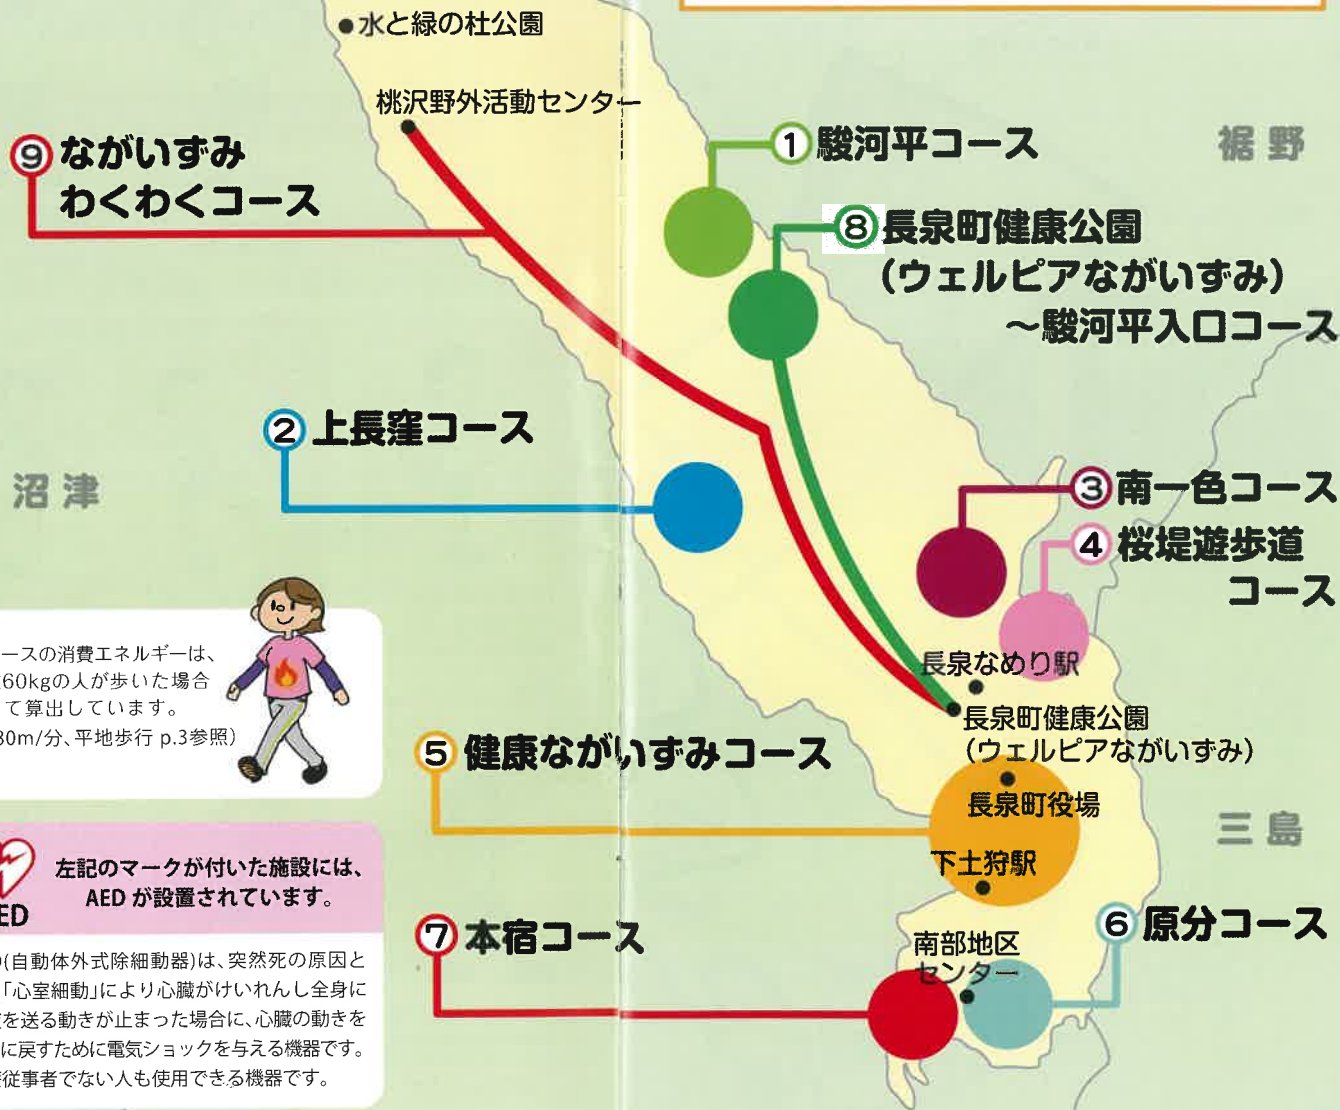 水と緑の杜公園
桃沢野外活動センター
⑨ながいずみ
わくわくコース
①駿河平コース
裾野
⑧長泉町健康公園
（ウェルピアながいずみ）
～駿河平入口コース
②上長窪コース
沼津
③南一色コース
④桜堤遊歩道
コース
ースの消費エネルギーは、
60kgの人が歩いた場合
て算出しています。
80m/分、平地歩行 p.3参照）
長泉なめり駅
長泉町健康公園
（ウェルピアながいずみ）
⑤健康ながいずみコース
長泉町役場
三島
下土狩駅
左記のマークが付いた施設には、
AED が設置されています。
ED
⑦本宿コース
⑥原分コース
南部地区
センター
(自動体外式除細動器)は、突然死の原因と
「心室細動」により心臓がけいれんし全身に
を送る動きが止まった場合に、心臓の動きを
に戻すために電気ショックを与える機器です。
従事者でない人も使用できる機器です。